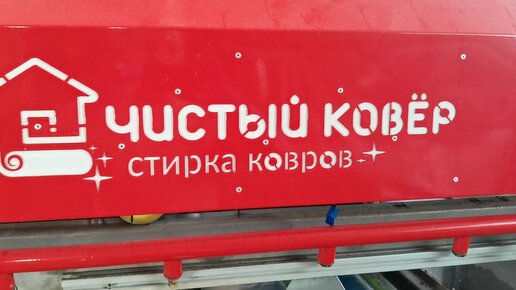 ЧИСТЫЙ КОВЁР
стирка ковров